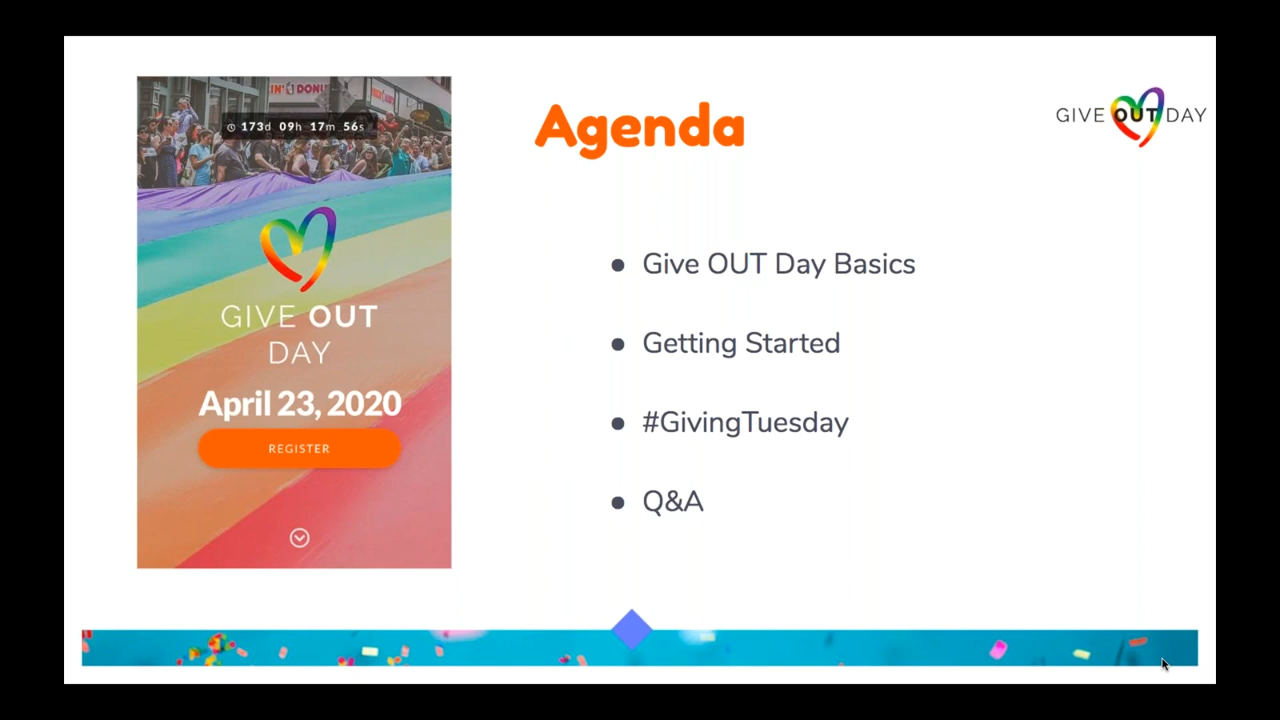 DONU
173d 09h 17m 56s
GIVE OUT
DAY
April 23, 2020
REGISTER
Agenda
GIVE OUT DAY
● Give OUT Day Basics
● Getting Started
● #GivingTuesday
● Q&A